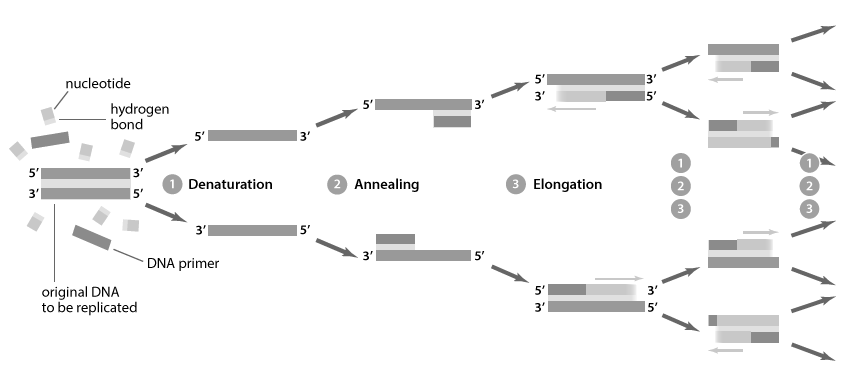 nucleotide
hydrogen
bond
5’ 3’
3’ 5’
DNA primer
original DNA
to be replicated
5’ 3’
1 Denaturation
3’ 5’
5’ 3’
2 Annealing
3’ 5’
5’ 3’
3’ 5’
3 Elongation
5’ 3’
3’ 5’
1
2
3
1
2
3